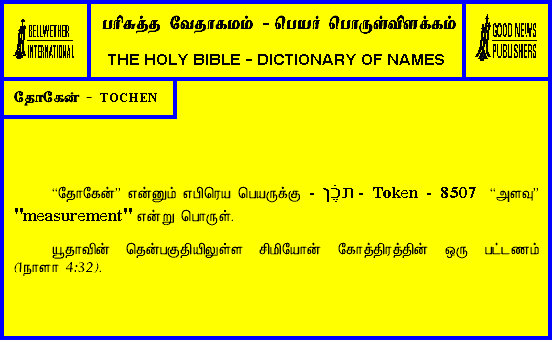 BELLWETHER
INTERNATIONAL
பரிசுத்த வேதாகமம் - பெயர் பொருள்விளக்கம்
THE HOLY BIBLE - DICTIONARY OF NAMES
GOOD NEWS
PUBLISHERS
தோகேன் - TOCHEN
“தோகேன்” என்னும் எபிரெய பெயருக்கு - תֹּכֶן - Token - 8507 “அளவு”
"measurement" என்று பொருள்.
யூதாவின் தென்பகுதியிலுள்ள சிமியோன் கோத்திரத்தின் ஒரு பட்டணம்
(1நாளா 4:32).